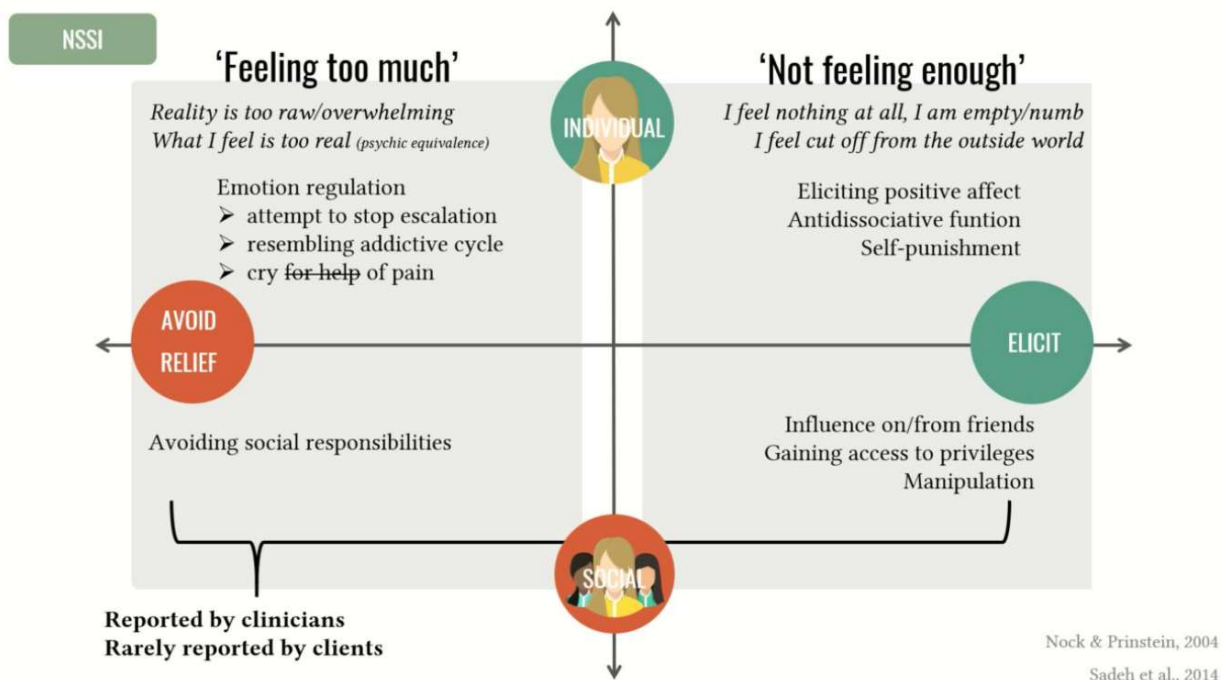 NSSI
‘Feeling too much’
Reality is too raw/overwhelming
What I feel is too real (psychic equivalence)
Emotion regulation
➢ attempt to stop escalation
➢ resembling addictive cycle
➢ cry for help of pain
INDIVIDUAL
‘Not feeling enough’
I feel nothing at all, I am empty/numb
I feel cut off from the outside world
Eliciting positive affect
Antidissociative funtion
Self-punishment
AVOID
RELIEF
ELICIT
Avoiding social responsibilities
Influence on/from friends
Gaining access to privileges
Manipulation
SOCIAL
Reported by clinicians
Rarely reported by clients
Nock & Prinstein, 2004
Sadeh et al., 2014